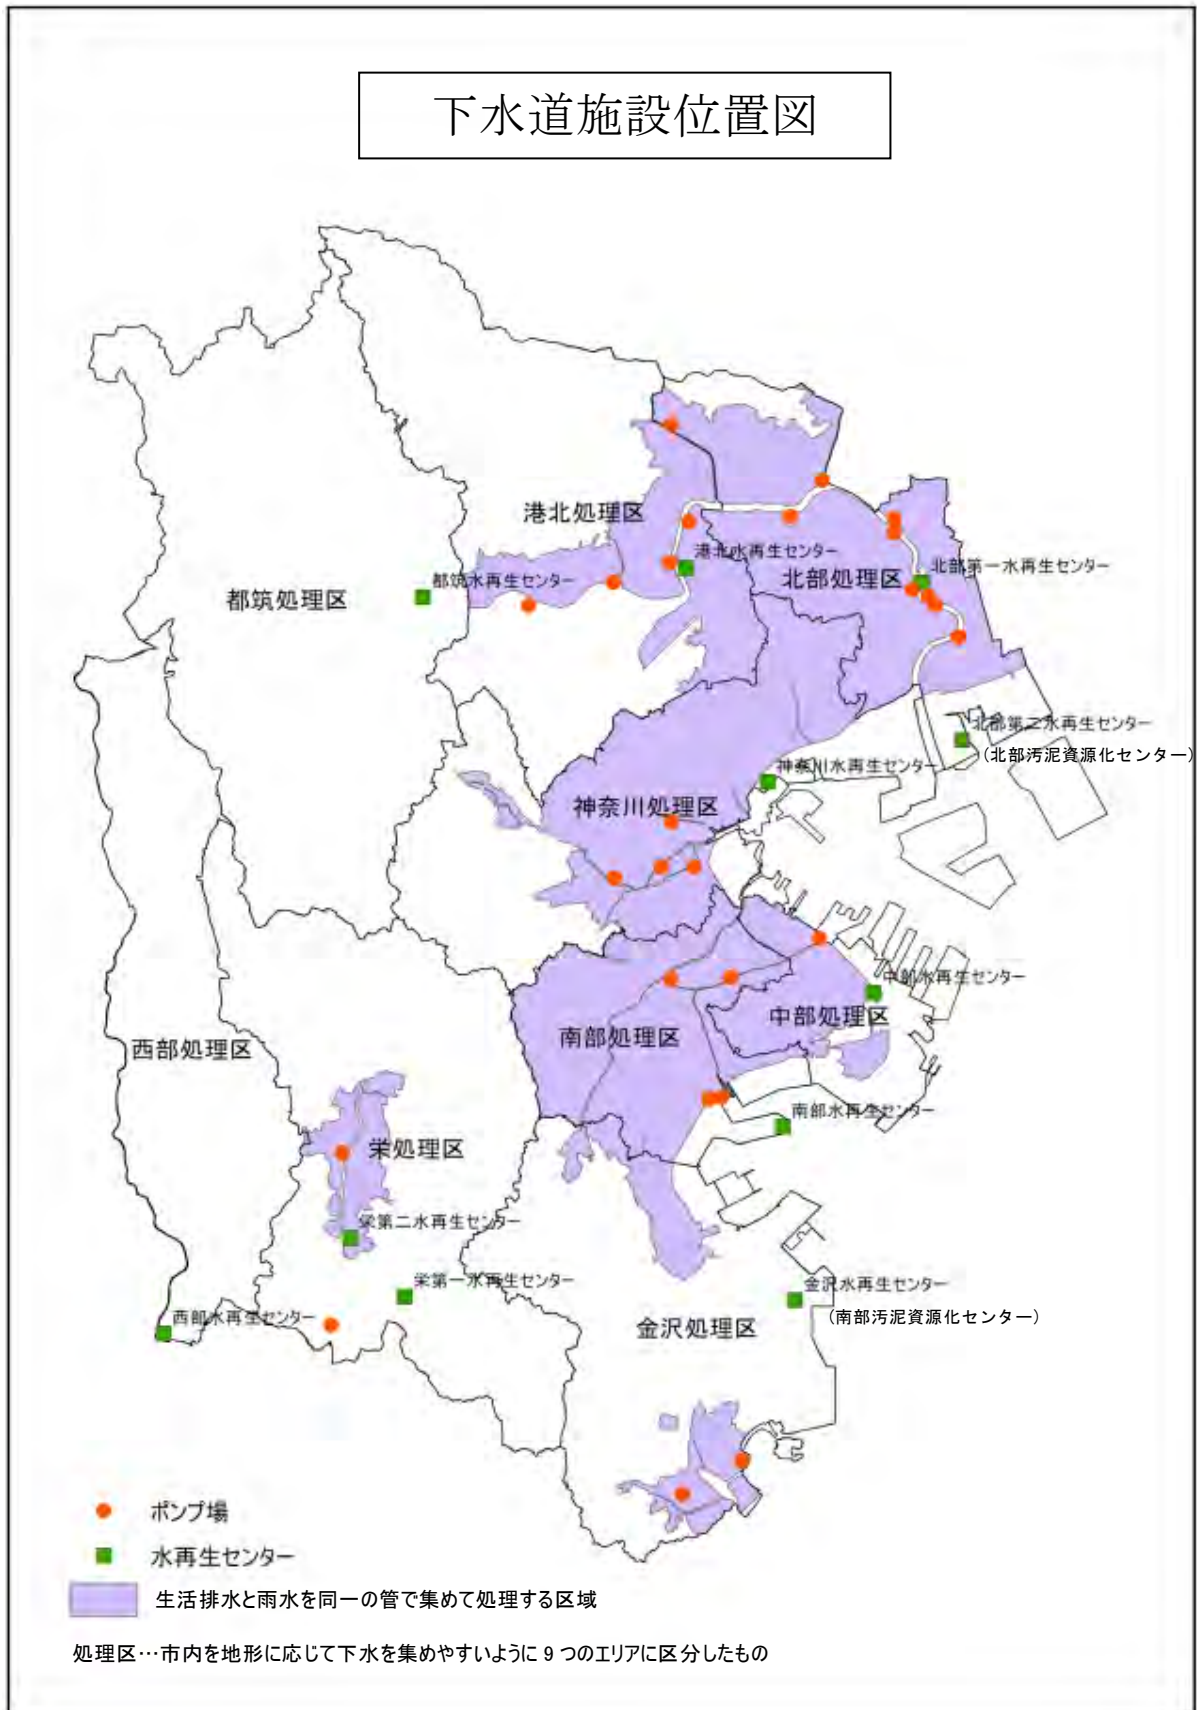 下水道施設位置図
港北処理区
港北水再生センター
北部第一水再生センター
北部処理区
都筑水再生センター
都筑処理区
北部第二水再生センター
(北部汚泥資源化センター)
神奈川水再生センター
神奈川処理区
中部水再生センター
中部処理区
南部処理区
西部処理区
南部水再生センター
栄処理区
栄第二水再生センター
栄第一水再生センター
金沢水再生センター
(南部汚泥資源化センター)
西部水再生センター
金沢処理区
ポンプ場
水再生センター
生活排水と雨水を同一の管で集めて処理する区域
処理区…市内を地形に応じて下水を集めやすいように9つのエリアに区分したもの